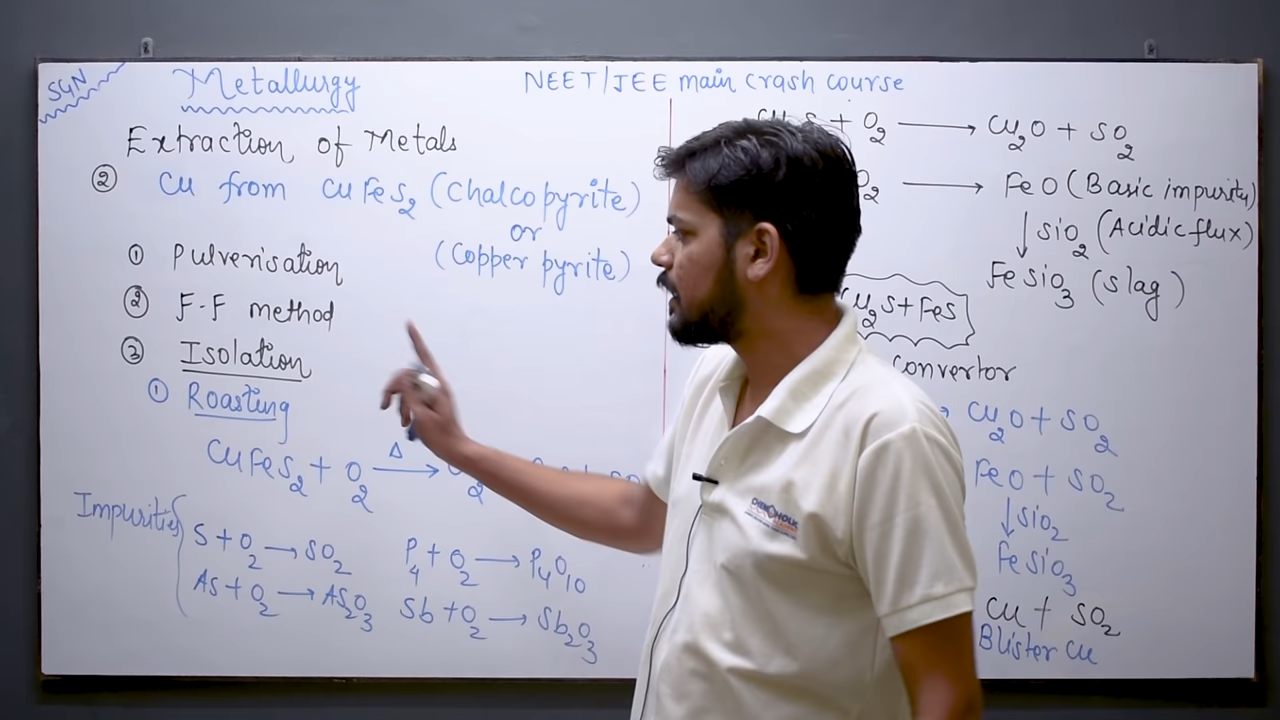 SGN
Metallurgy
NEET/JEE main crash course
Extraction of Metals
② Cu from CuFeS₂ (Chalcopyrite)
or
(Copper pyrite)
① Pulverisation
② F-F method
③ Isolation
① Roasting
CuFeS₂ + O₂ —Δ→
Impurities { S + O₂ → SO₂
P₄ + O₂ → P₄O₁₀
As + O₂ → As₂O₃
Sb + O₂ → Sb₂O₃
S + O₂ → Cu₂O + SO₂
→ FeO (Basic impurity)
↓ SiO₂ (Acidic flux)
FeSiO₃ (slag)
Cu₂S + FeS
convertor
Cu₂O + SO₂
FeO + SO₂
↓ SiO₂
FeSiO₃
Cu + SO₂
Blister Cu
CHEMOHOLIC